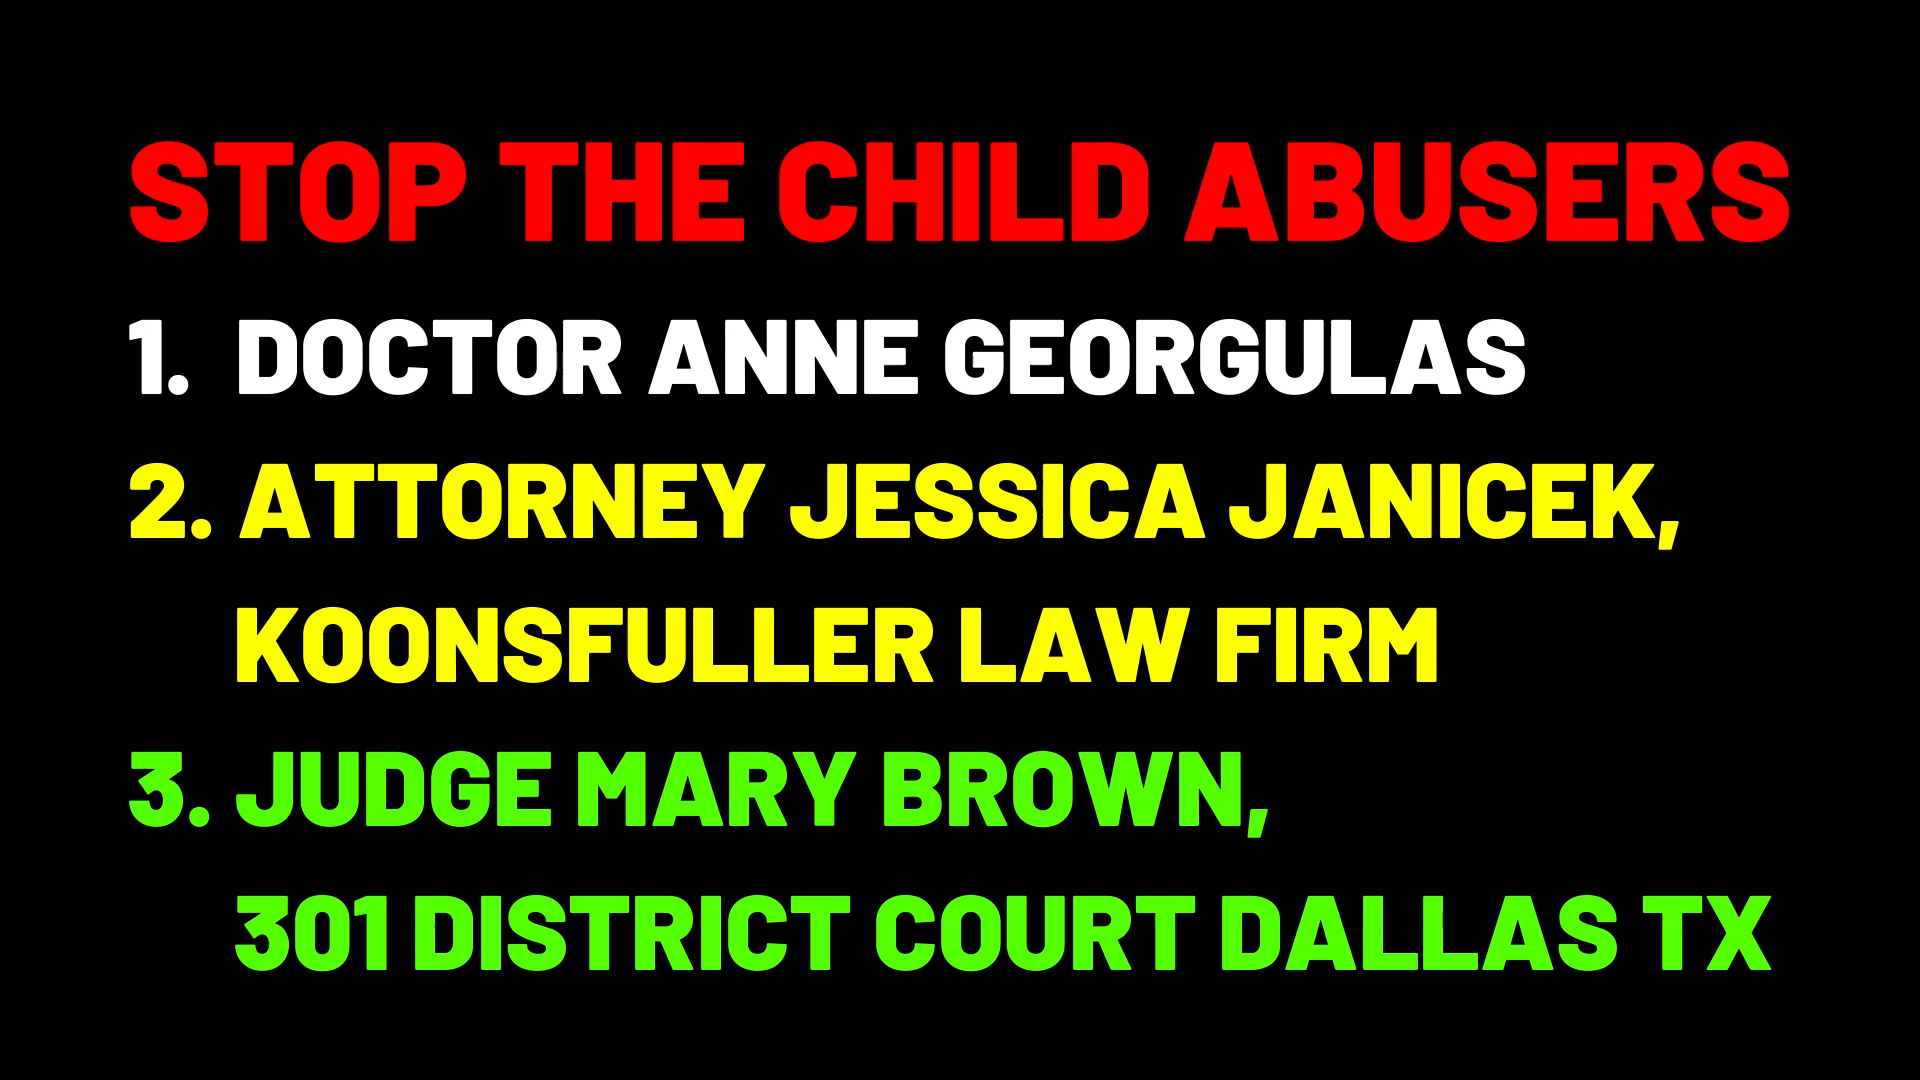 STOP THE CHILD ABUSERS
1. DOCTOR ANNE GEORGULAS
2. ATTORNEY JESSICA JANICEK,
KOONSFULLER LAW FIRM
3. JUDGE MARY BROWN,
301 DISTRICT COURT DALLAS TX